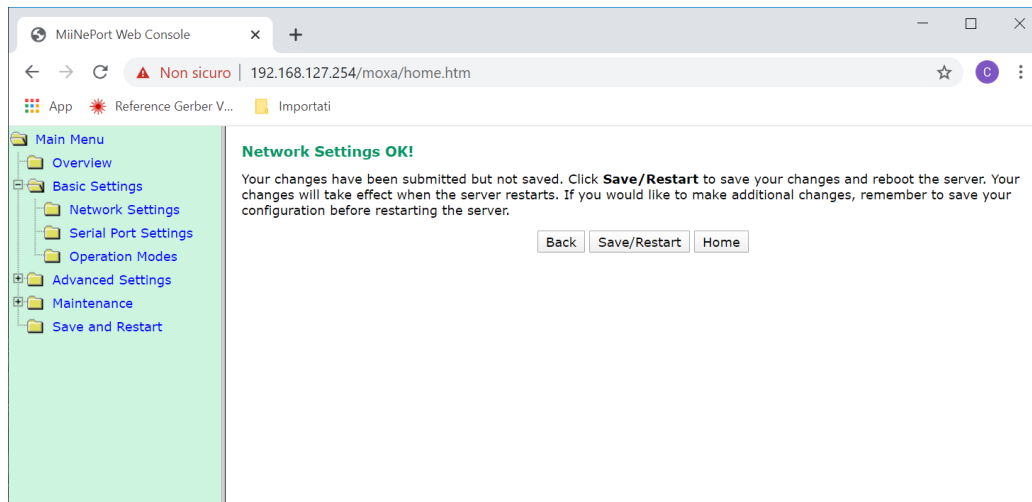 MiiNePort Web Console
Non sicuro 192.168.127.254/moxa/home.htm
C
App Reference Gerber V... Importati
Main Menu
Overview
Basic Settings
Network Settings
Serial Port Settings
Operation Modes
Advanced Settings
Maintenance
Save and Restart
Network Settings OK!
Your changes have been submitted but not saved. Click Save/Restart to save your changes and reboot the server. Your
changes will take effect when the server restarts. If you would like to make additional changes, remember to save your
configuration before restarting the server.
Back Save/Restart Home